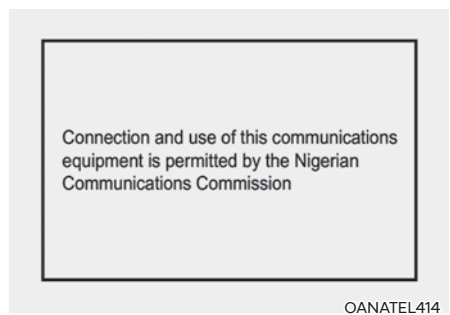 Connection and use of this communications
equipment is permitted by the Nigerian
Communications Commission
OANATEL414